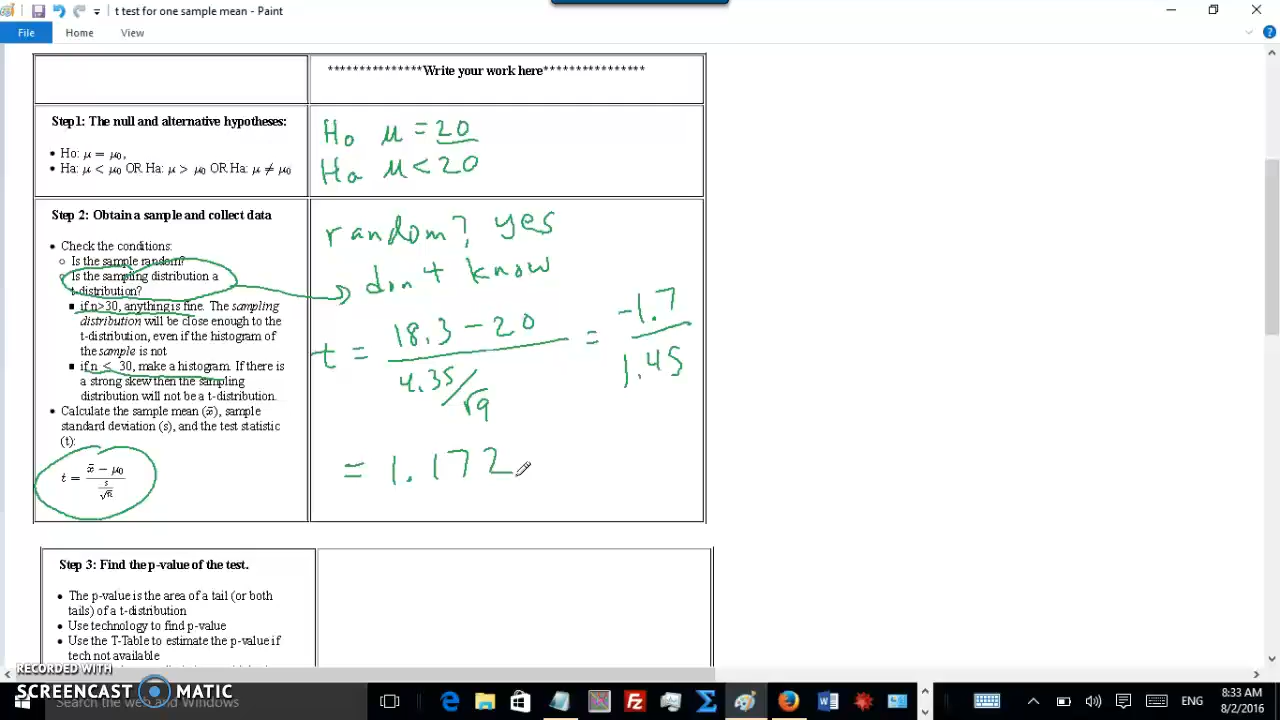 t test for one sample mean - Paint
File Home View
***************Write your work here****************
Step1: The null and alternative hypotheses:
Ho: μ = μ₀,
Ha: μ < μ₀ OR Ha: μ > μ₀ OR Ha: μ ≠ μ₀
Ho μ = 20
Ha μ < 20
Step 2: Obtain a sample and collect data
Check the conditions:
Is the sample random?
Is the sampling distribution a
t-distribution?
if n>30, anything is fine. The sampling
distribution will be close enough to the
t-distribution, even if the histogram of
the sample is not
if n < 30, make a histogram. If there is
a strong skew then the sampling
distribution will not be a t-distribution.
Calculate the sample mean (x̄), sample
standard deviation (s), and the test statistic
(t):
t = (x̄ − μ₀) / (s/√n)
random? yes
don't know
t = (18.3 − 20) / (4.35/√9) = -1.7 / 1.45
= 1.172
Step 3: Find the p-value of the test.
The p-value is the area of a tail (or both
tails) of a t-distribution
Use technology to find p-value
Use the T-Table to estimate the p-value if
tech not available
RECORDED WITH
SCREENCAST MATIC
Search the web and Windows
ENG
8:33 AM
8/2/2016